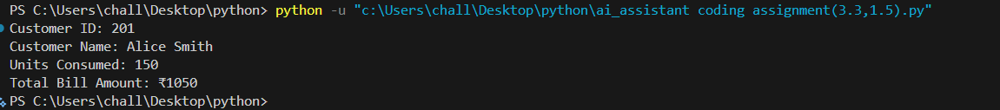 PS C:\Users\chall\Desktop\python> python -u "c:\Users\chall\Desktop\python\ai_assistant coding assignment(3.3,1.5).py"
Customer ID: 201
Customer Name: Alice Smith
Units Consumed: 150
Total Bill Amount: ₹1050
PS C:\Users\chall\Desktop\python>